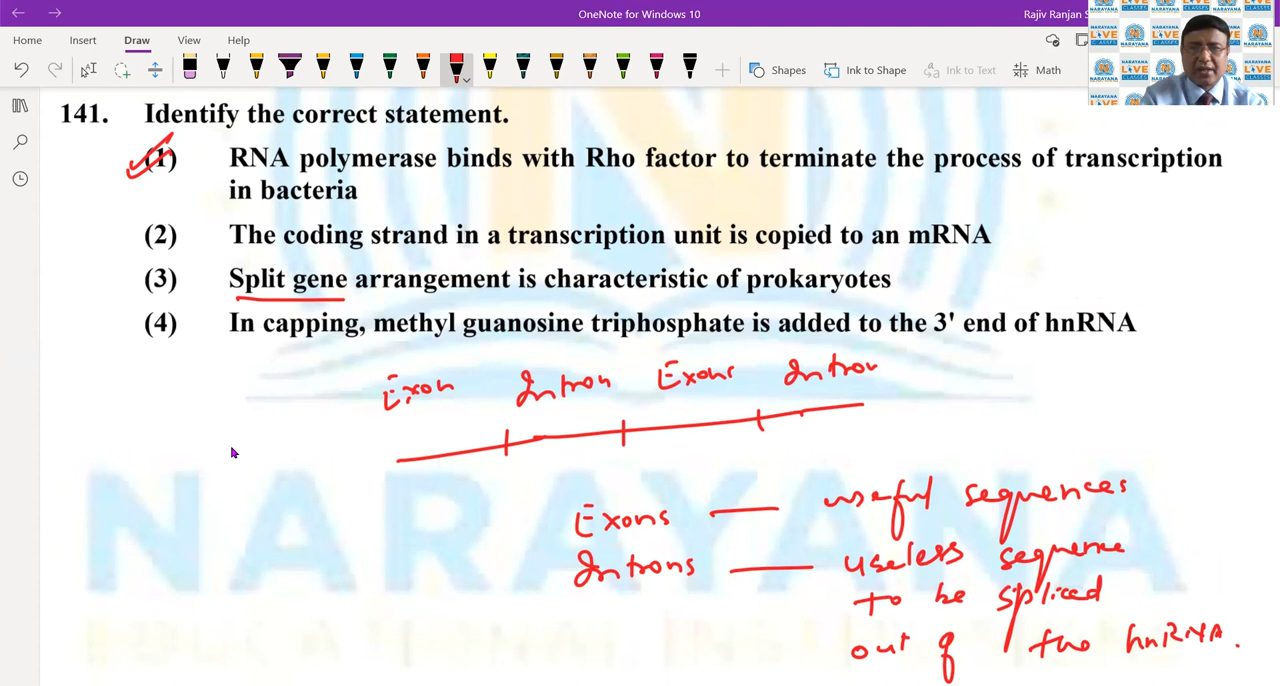 OneNote for Windows 10
Rajiv Ranjan S
Home Insert Draw View Help
Shapes Ink to Shape Ink to Text Math
141. Identify the correct statement.
(1) RNA polymerase binds with Rho factor to terminate the process of transcription
in bacteria
(2) The coding strand in a transcription unit is copied to an mRNA
(3) Split gene arrangement is characteristic of prokaryotes
(4) In capping, methyl guanosine triphosphate is added to the 3' end of hnRNA
Exon Intron Exons Intron
Exons — useful sequences
Introns — useless sequence
to be spliced
out of the hnRNA.
NARAYANA